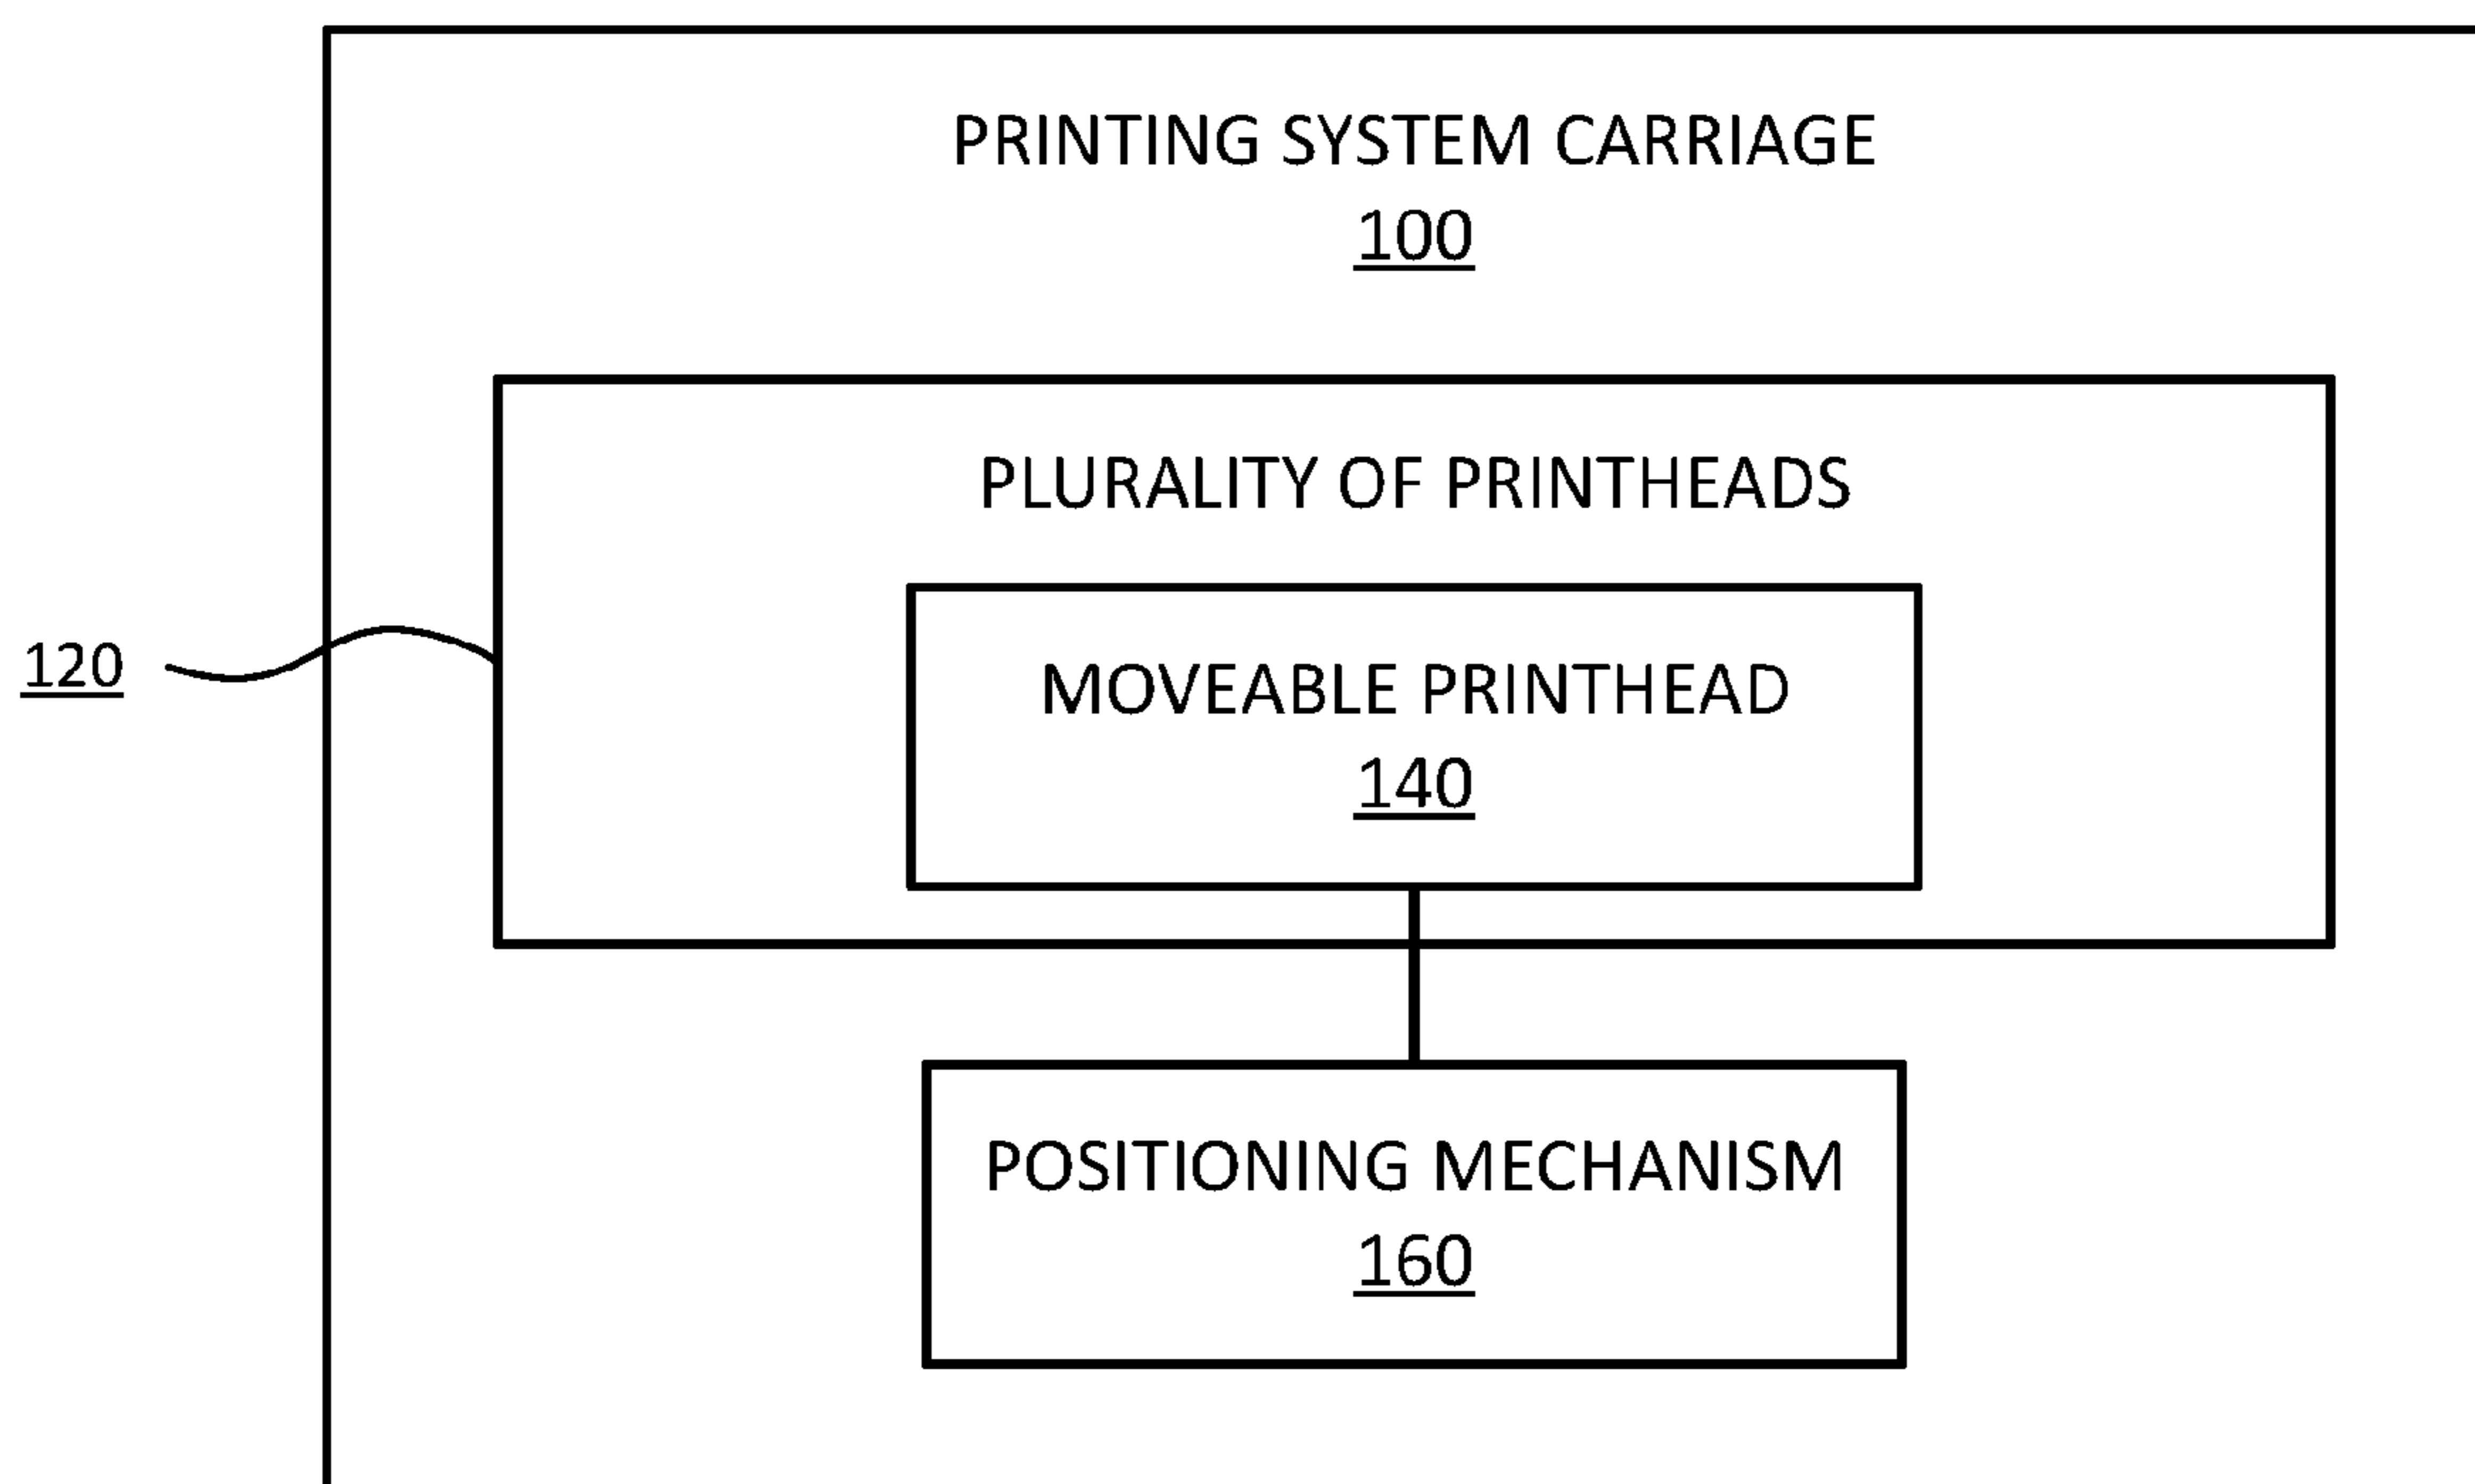 PRINTING SYSTEM CARRIAGE
100
PLURALITY OF PRINTHEADS
120
MOVEABLE PRINTHEAD
140
POSITIONING MECHANISM
160